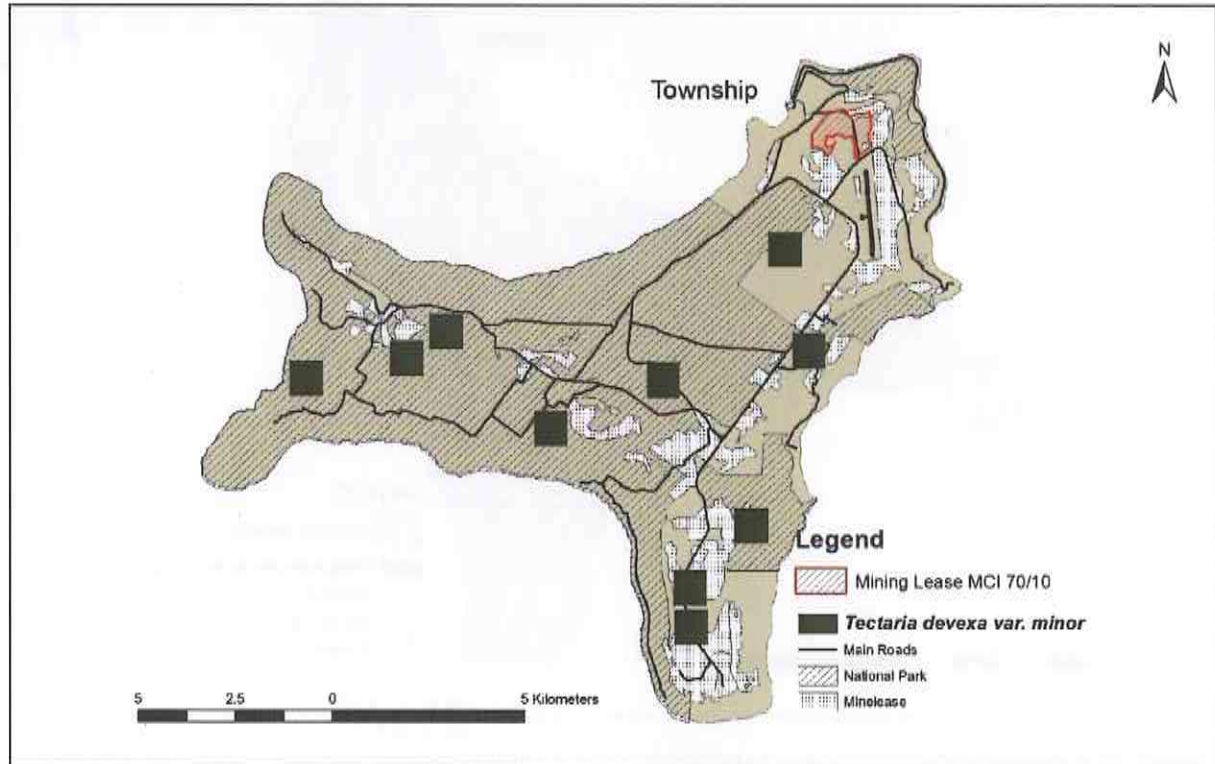 N
Township
Legend
Mining Lease MCI 70/10
Tectaria devexa var. minor
Main Roads
National Park
Minelease
5 2.5 0 5 Kilometers